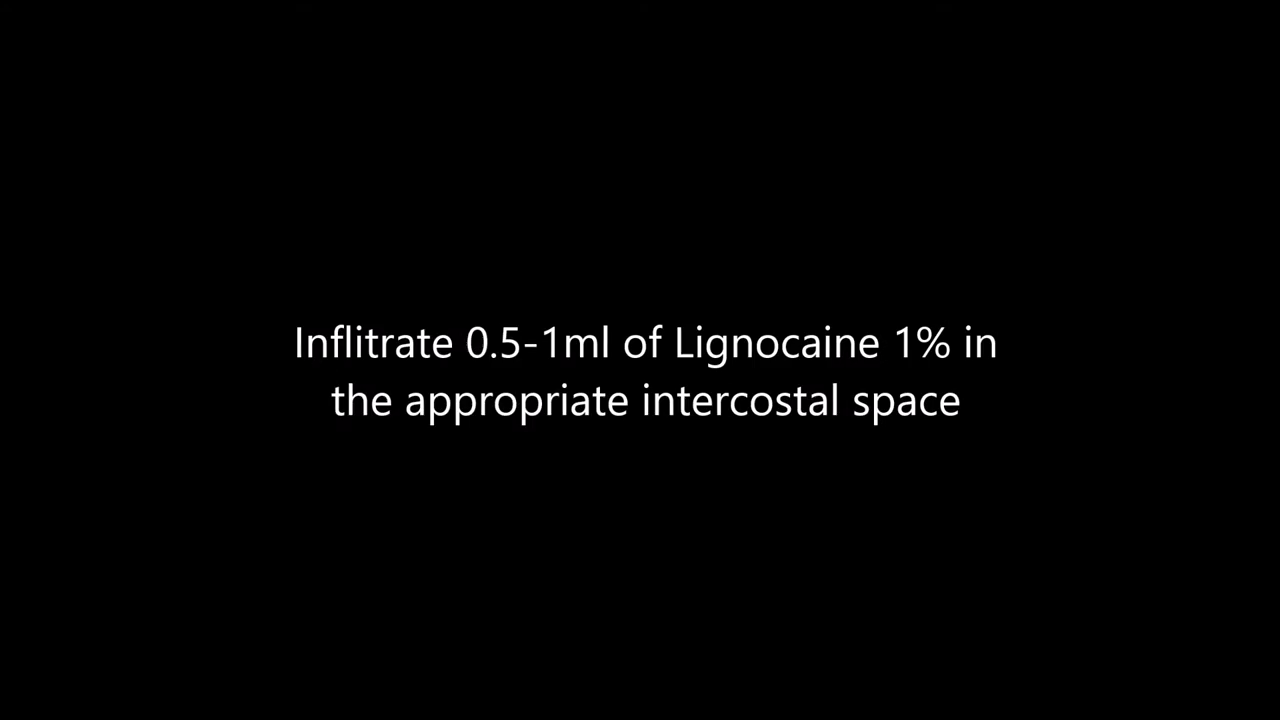 Inflitrate 0.5-1ml of Lignocaine 1% in
the appropriate intercostal space